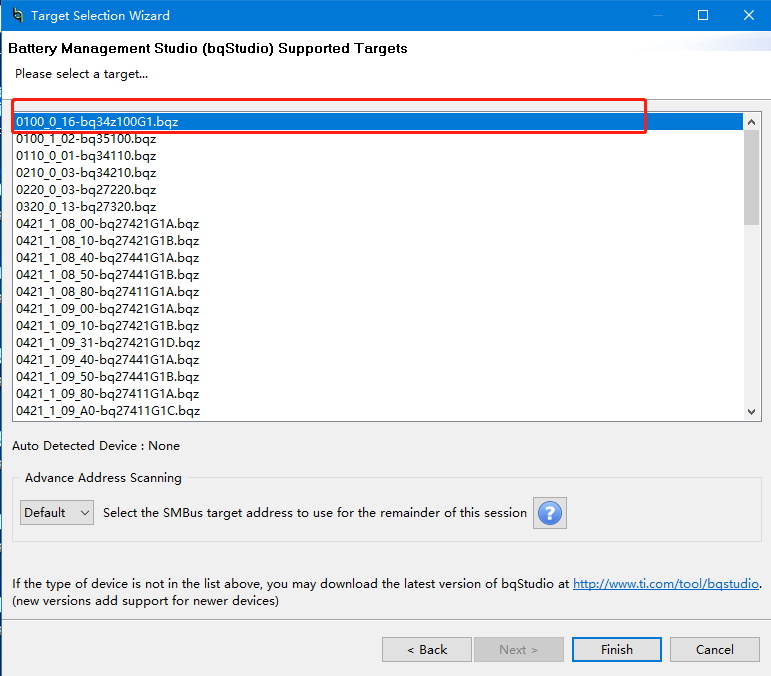 Target Selection Wizard
Battery Management Studio (bqStudio) Supported Targets
Please select a target...
0100_0_16-bq34z100G1.bqz
0100_1_02-bq35100.bqz
0110_0_01-bq34110.bqz
0210_0_03-bq34210.bqz
0220_0_03-bq27220.bqz
0320_0_13-bq27320.bqz
0421_1_08_00-bq27421G1A.bqz
0421_1_08_10-bq27421G1B.bqz
0421_1_08_40-bq27441G1A.bqz
0421_1_08_50-bq27441G1B.bqz
0421_1_08_80-bq27411G1A.bqz
0421_1_09_00-bq27421G1A.bqz
0421_1_09_10-bq27421G1B.bqz
0421_1_09_31-bq27421G1D.bqz
0421_1_09_40-bq27441G1A.bqz
0421_1_09_50-bq27441G1B.bqz
0421_1_09_80-bq27411G1A.bqz
0421_1_09_A0-bq27411G1C.bqz
Auto Detected Device : None
Advance Address Scanning
Default Select the SMBus target address to use for the remainder of this session ?
If the type of device is not in the list above, you may download the latest version of bqStudio at http://www.ti.com/tool/bqstudio.
(new versions add support for newer devices)
< Back Next > Finish Cancel